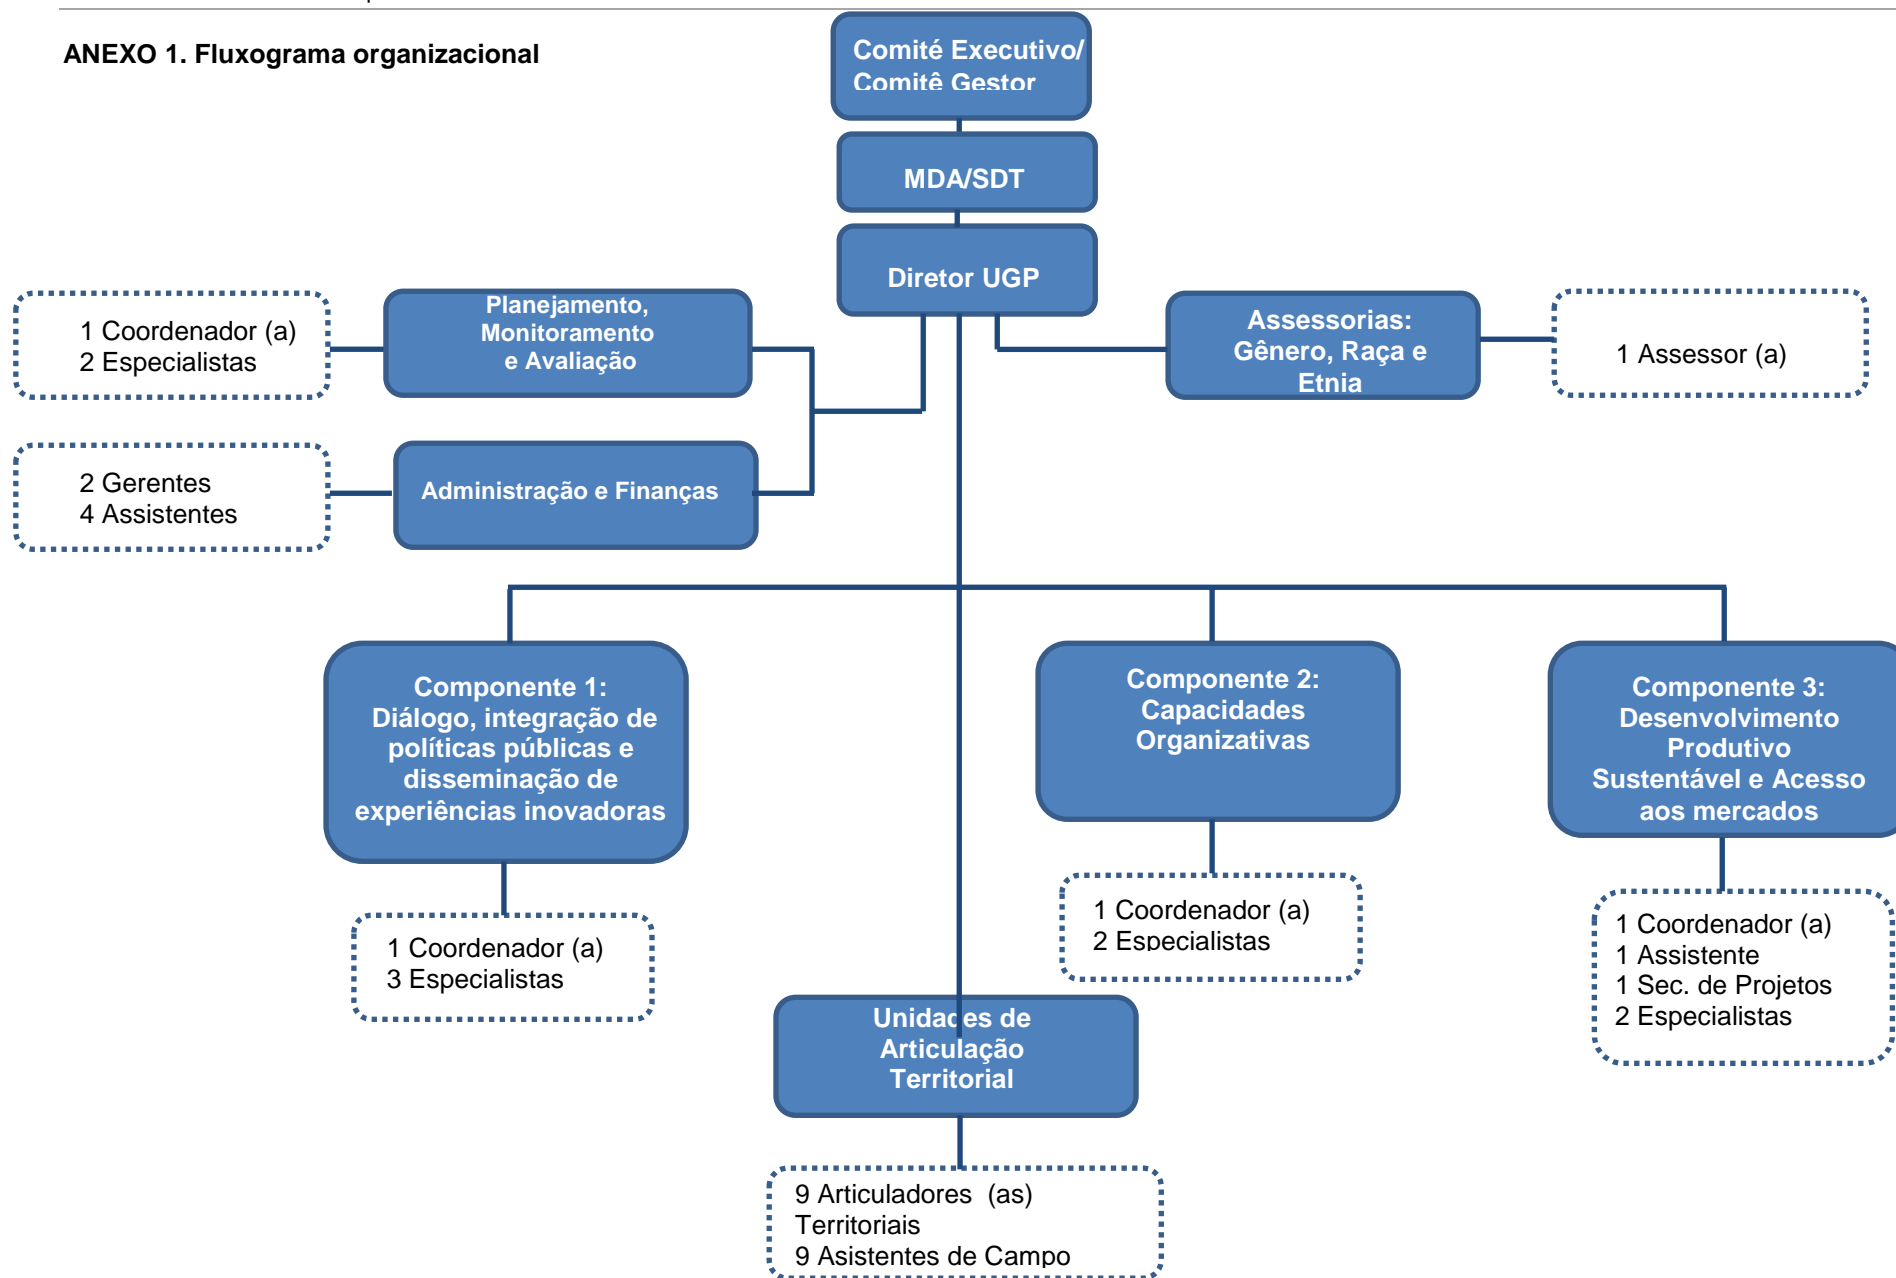 ANEXO 1. Fluxograma organizacional
Comité Executivo/
Comitê Gestor
MDA/SDT
Diretor UGP
Planejamento,
Monitoramento
e Avaliação
1 Coordenador (a)
2 Especialistas
Assessorias:
Gênero, Raça e
Etnia
1 Assessor (a)
Administração e Finanças
2 Gerentes
4 Assistentes
Componente 1:
Diálogo, integração de
políticas públicas e
disseminação de
experiências inovadoras
Componente 2:
Capacidades
Organizativas
Componente 3:
Desenvolvimento
Produtivo
Sustentável e Acesso
aos mercados
1 Coordenador (a)
3 Especialistas
1 Coordenador (a)
2 Especialistas
1 Coordenador (a)
1 Assistente
1 Sec. de Projetos
2 Especialistas
Unidades de
Articulação
Territorial
9 Articuladores (as)
Territoriais
9 Asistentes de Campo